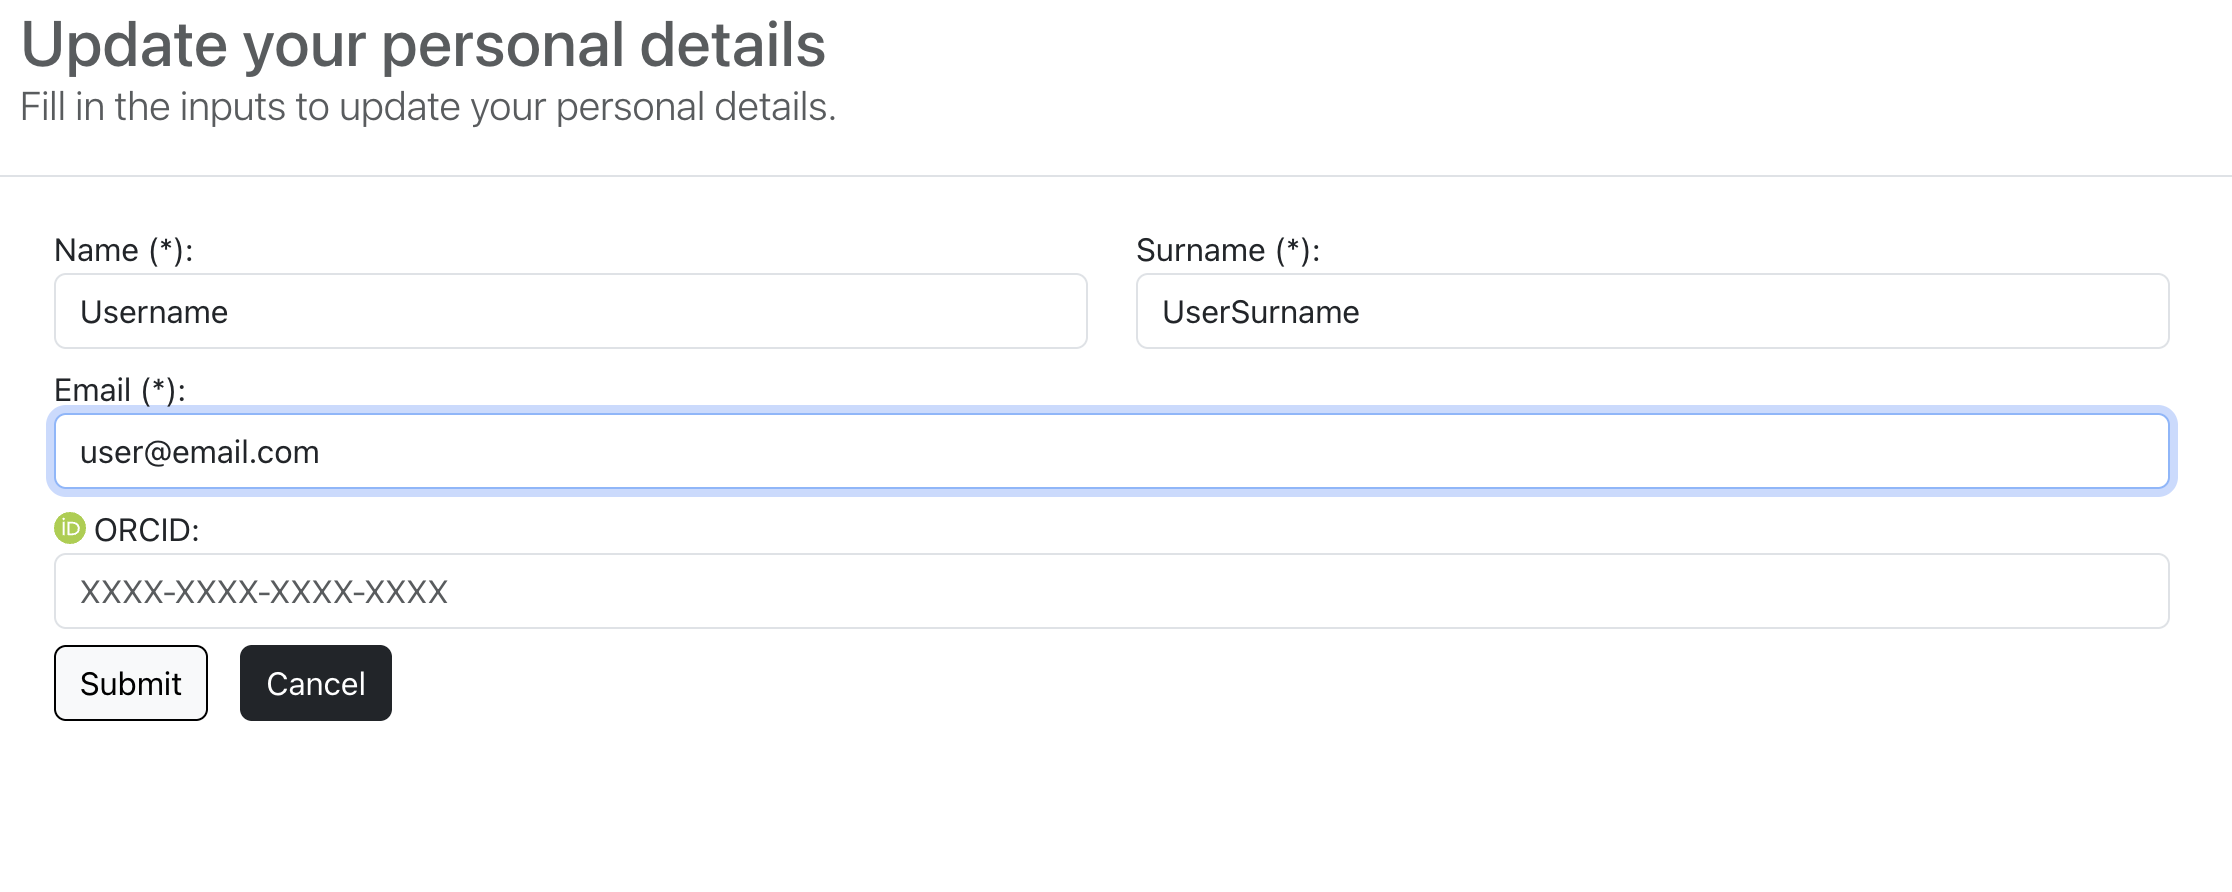 Update your personal details
Fill in the inputs to update your personal details.
Name (*):
Surname (*):
Username
UserSurname
Email (*):
user@email.com
iD ORCID:
XXXX-XXXX-XXXX-XXXX
Submit
Cancel